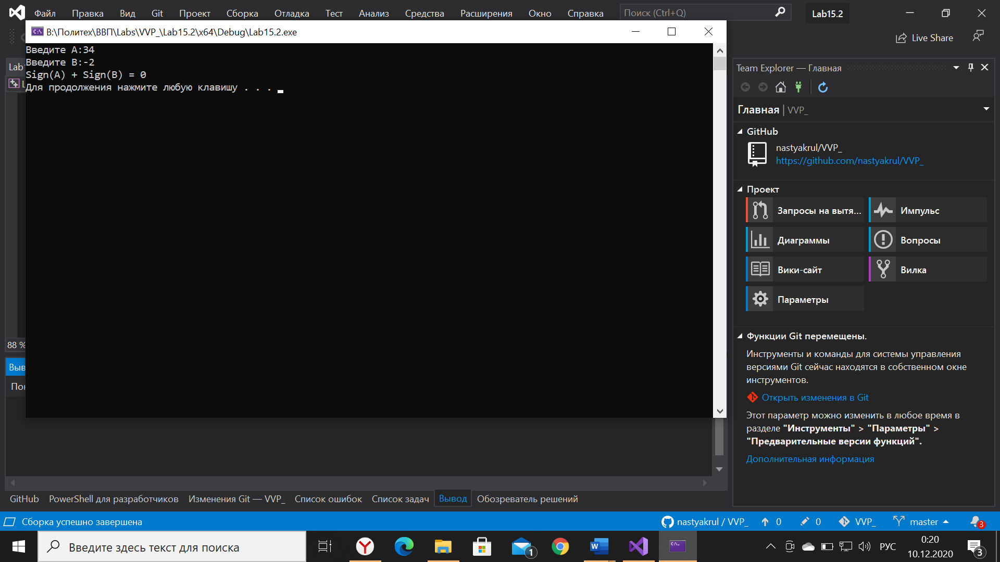 Файл Правка Вид Git Проект Сборка Отладка Тест Анализ Средства Расширения Окно Справка Поиск (Ctrl+Q) Lab15.2
B:\Политех\ВВП\Labs\VVP_\Lab15.2\x64\Debug\Lab15.2.exe
Live Share
Введите A:34
Введите B:-2
Sign(A) + Sign(B) = 0
Для продолжения нажмите любую клавишу . . .
Lab
88 %
Team Explorer — Главная
Главная | VVP_
GitHub
nastyakrul/VVP_
https://github.com/nastyakrul/VVP_
Проект
Запросы на вытя... Импульс
Диаграммы Вопросы
Вики-сайт Вилка
Параметры
Функции Git перемещены.
Инструменты и команды для системы управления
версиями Git сейчас находятся в собственном окне
инструментов.
Открыть изменения в Git
Этот параметр можно изменить в любое время в
разделе "Инструменты" > "Параметры" >
"Предварительные версии функций".
Дополнительная информация
GitHub PowerShell для разработчиков Изменения Git — VVP_ Список ошибок Список задач Вывод Обозреватель решений
Сборка успешно завершена nastyakrul / VVP_ 0 0 VVP_ master 3
Введите здесь текст для поиска 1 РУС 0:20
10.12.2020 3